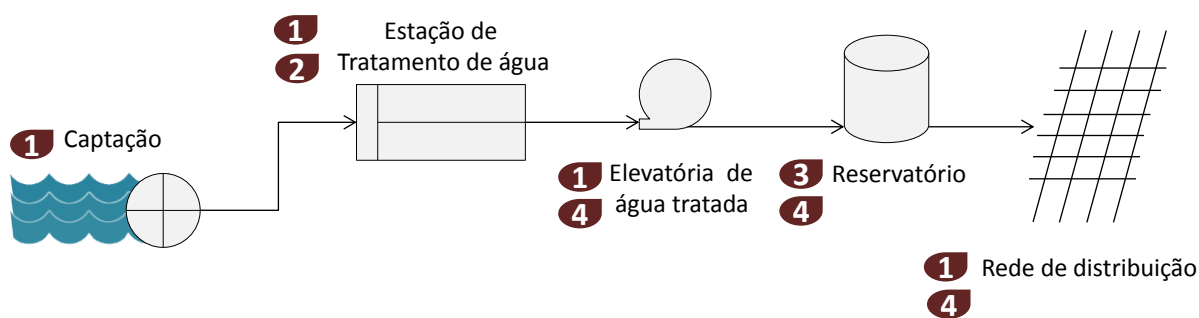 1 Captação
1 Estação de
2 Tratamento de água
1 Elevatória de
4 água tratada
3 Reservatório
4
1 Rede de distribuição
4